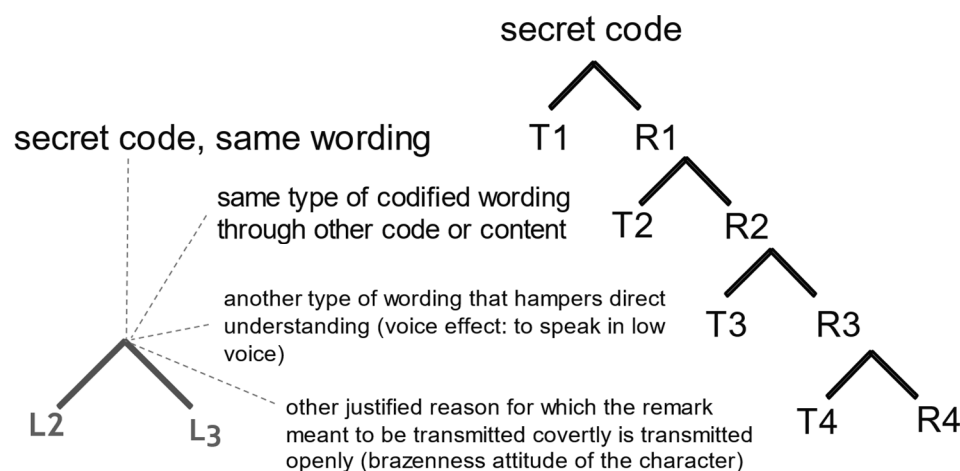 secret code
T1
R1
secret code, same wording
same type of codified wording
through other code or content
T2
R2
another type of wording that hampers direct
understanding (voice effect: to speak in low
voice)
T3
R3
L2
L3
other justified reason for which the remark
meant to be transmitted covertly is transmitted
openly (brazenness attitude of the character)
T4
R4